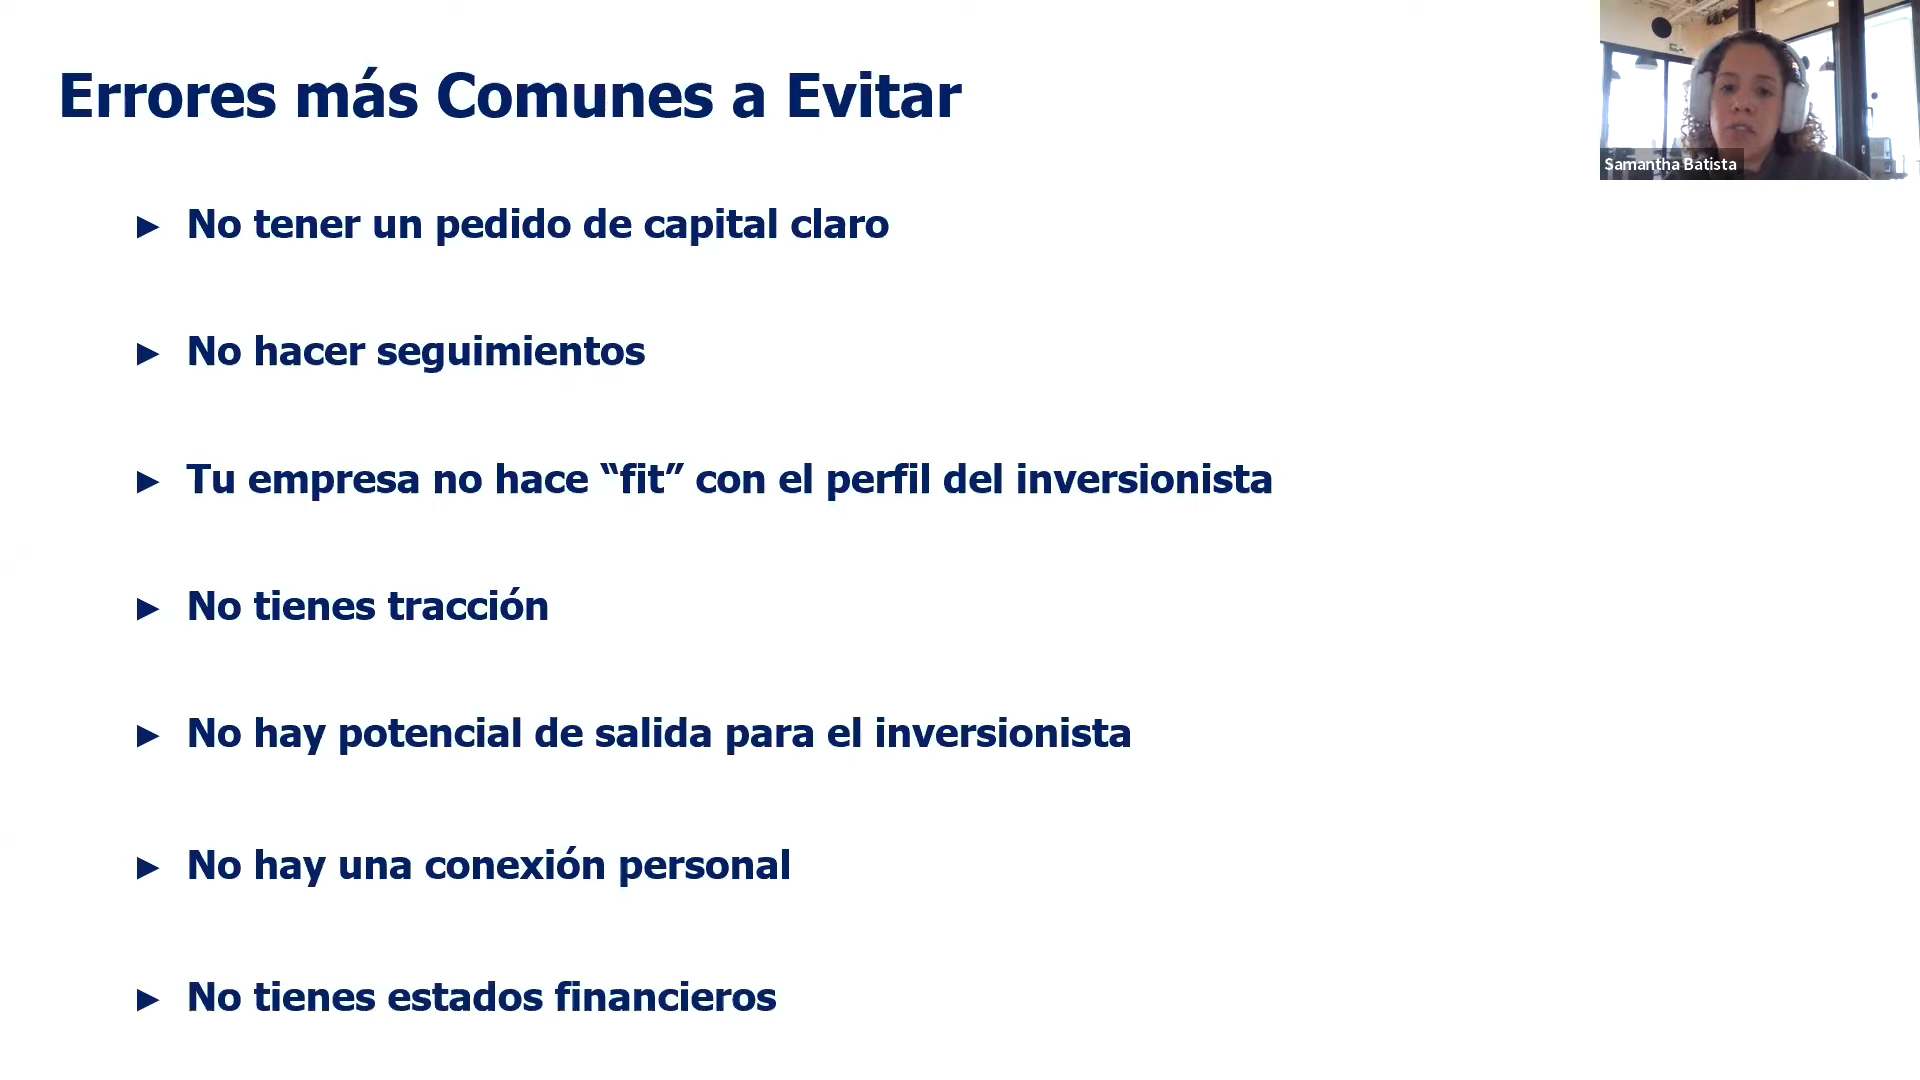 Errores más Comunes a Evitar
Samantha Batista
► No tener un pedido de capital claro
► No hacer seguimientos
► Tu empresa no hace “fit” con el perfil del inversionista
► No tienes tracción
► No hay potencial de salida para el inversionista
► No hay una conexión personal
► No tienes estados financieros